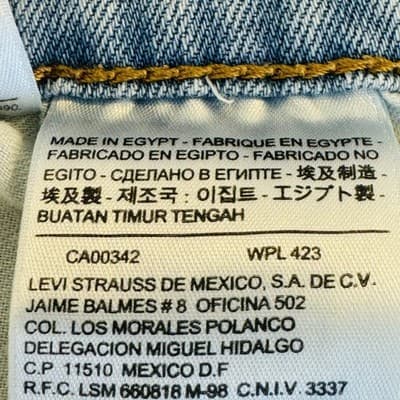 MADE IN EGYPT - FABRIQUE EN EGYPTE -
FABRICADO EN EGIPTO - FABRICADO NO
EGITO - СДЕЛАНО В ЕГИПТЕ - 埃及制造 -
埃及製 - 제조국 : 이집트 - エジプト製 -
BUATAN TIMUR TENGAH
CA00342 WPL 423
LEVI STRAUSS DE MEXICO, S.A. DE C.V.
JAIME BALMES # 8 OFICINA 502
COL. LOS MORALES POLANCO
DELEGACION MIGUEL HIDALGO
C.P 11510 MEXICO D.F
R.F.C. LSM 660818 M-98 C.N.I.V. 3337